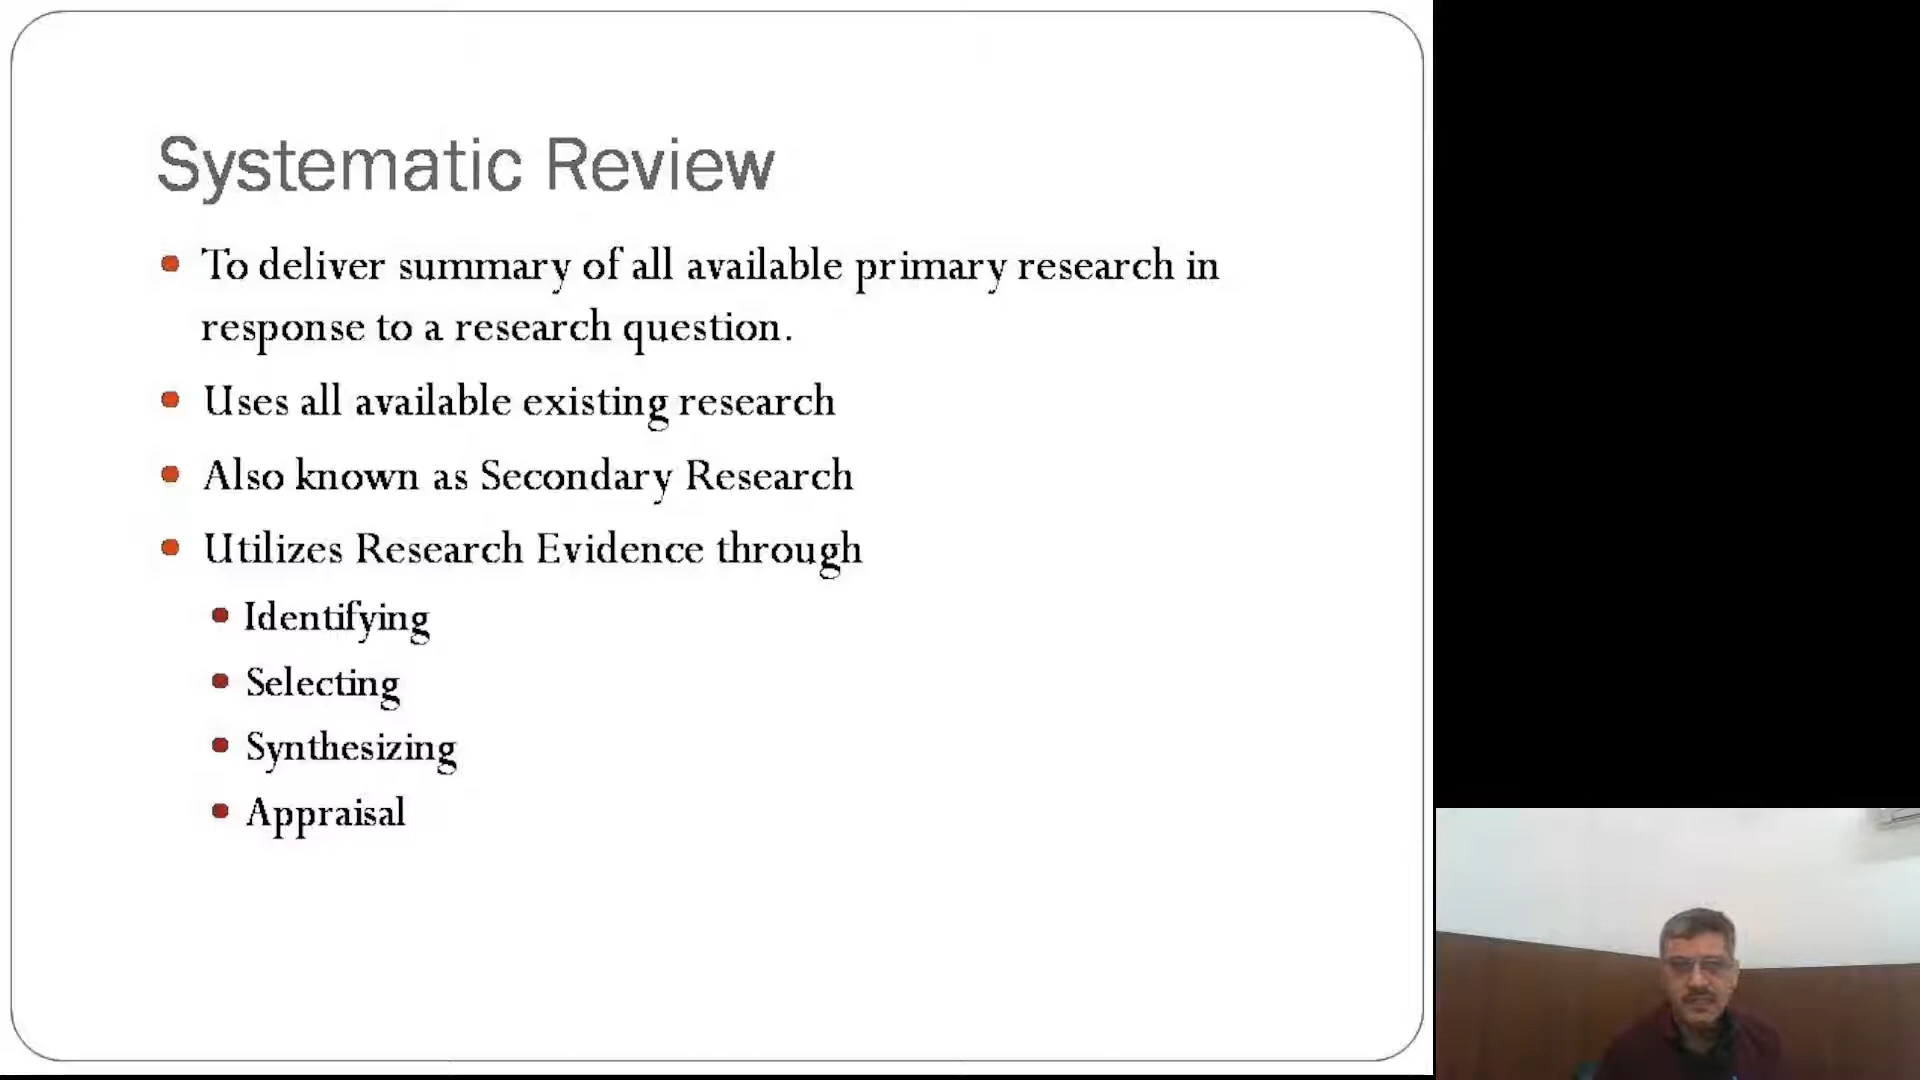 Systematic Review
• To deliver summary of all available primary research in
response to a research question.
• Uses all available existing research
• Also known as Secondary Research
• Utilizes Research Evidence through
• Identifying
• Selecting
• Synthesizing
• Appraisal